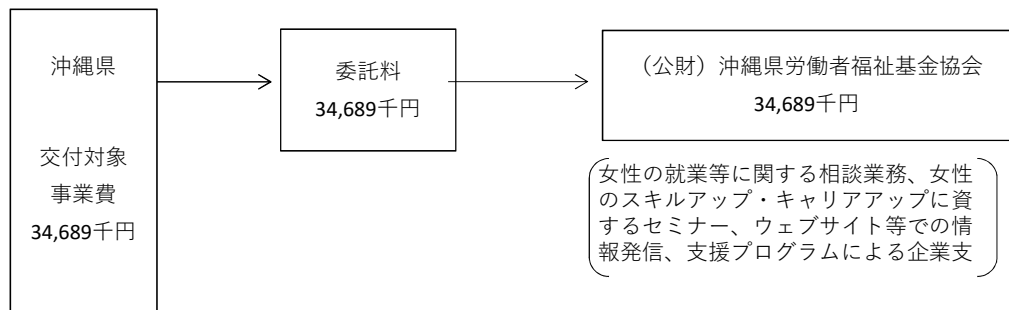 沖縄県
交付対象
事業費
34,689千円
委託料
34,689千円
（公財）沖縄県労働者福祉基金協会
34,689千円
女性の就業等に関する相談業務、女性
のスキルアップ・キャリアアップに資
するセミナー、ウェブサイト等での情
報発信、支援プログラムによる企業支